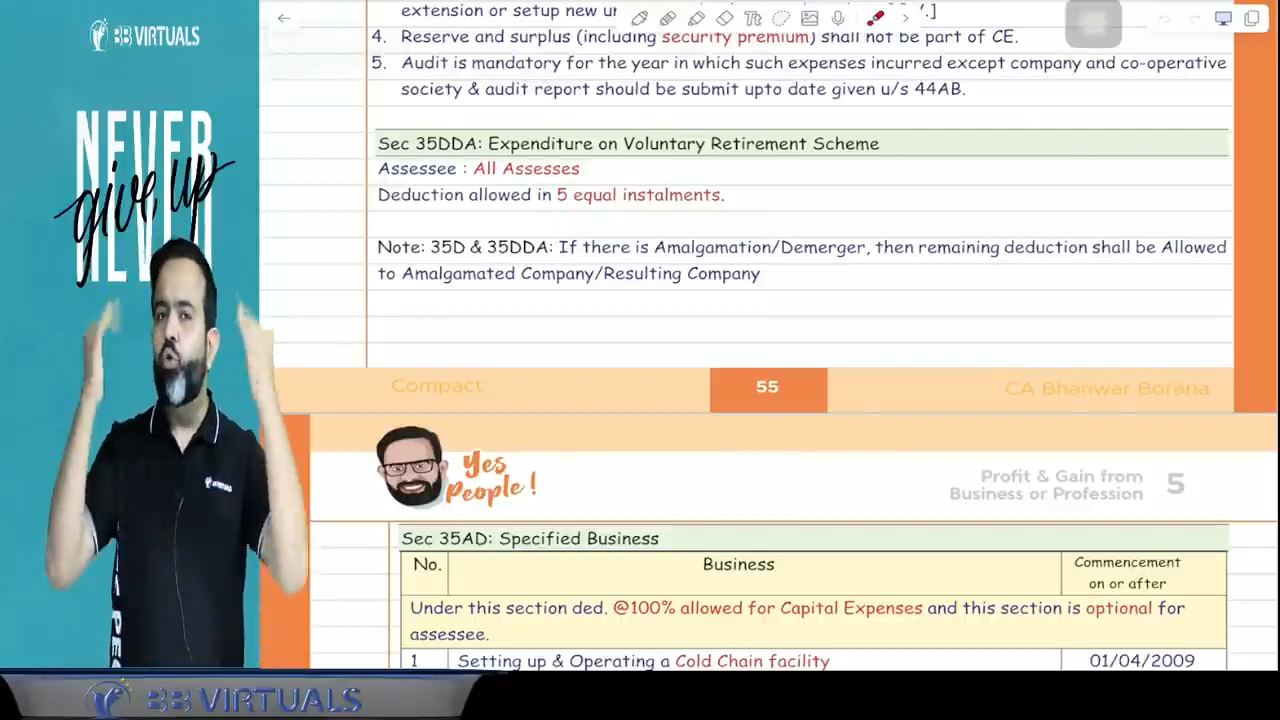 BB VIRTUALS
NEVER
give up
NEVER
extension or setup new
4. Reserve and surplus (including security premium) shall not be part of CE.
5. Audit is mandatory for the year in which such expenses incurred except company and co-operative
society & audit report should be submit upto date given u/s 44AB.
Sec 35DDA: Expenditure on Voluntary Retirement Scheme
Assessee : All Assesses
Deduction allowed in 5 equal instalments.
Note: 35D & 35DDA: If there is Amalgamation/Demerger, then remaining deduction shall be Allowed
to Amalgamated Company/Resulting Company
Compact
55
CA Bhanwar Borana
Yes
People!
Profit & Gain from
Business or Profession
5
Sec 35AD: Specified Business
No. Business Commencement
on or after
Under this section ded. @100% allowed for Capital Expenses and this section is optional for
assessee.
1 Setting up & Operating a Cold Chain facility 01/04/2009
BB VIRTUALS